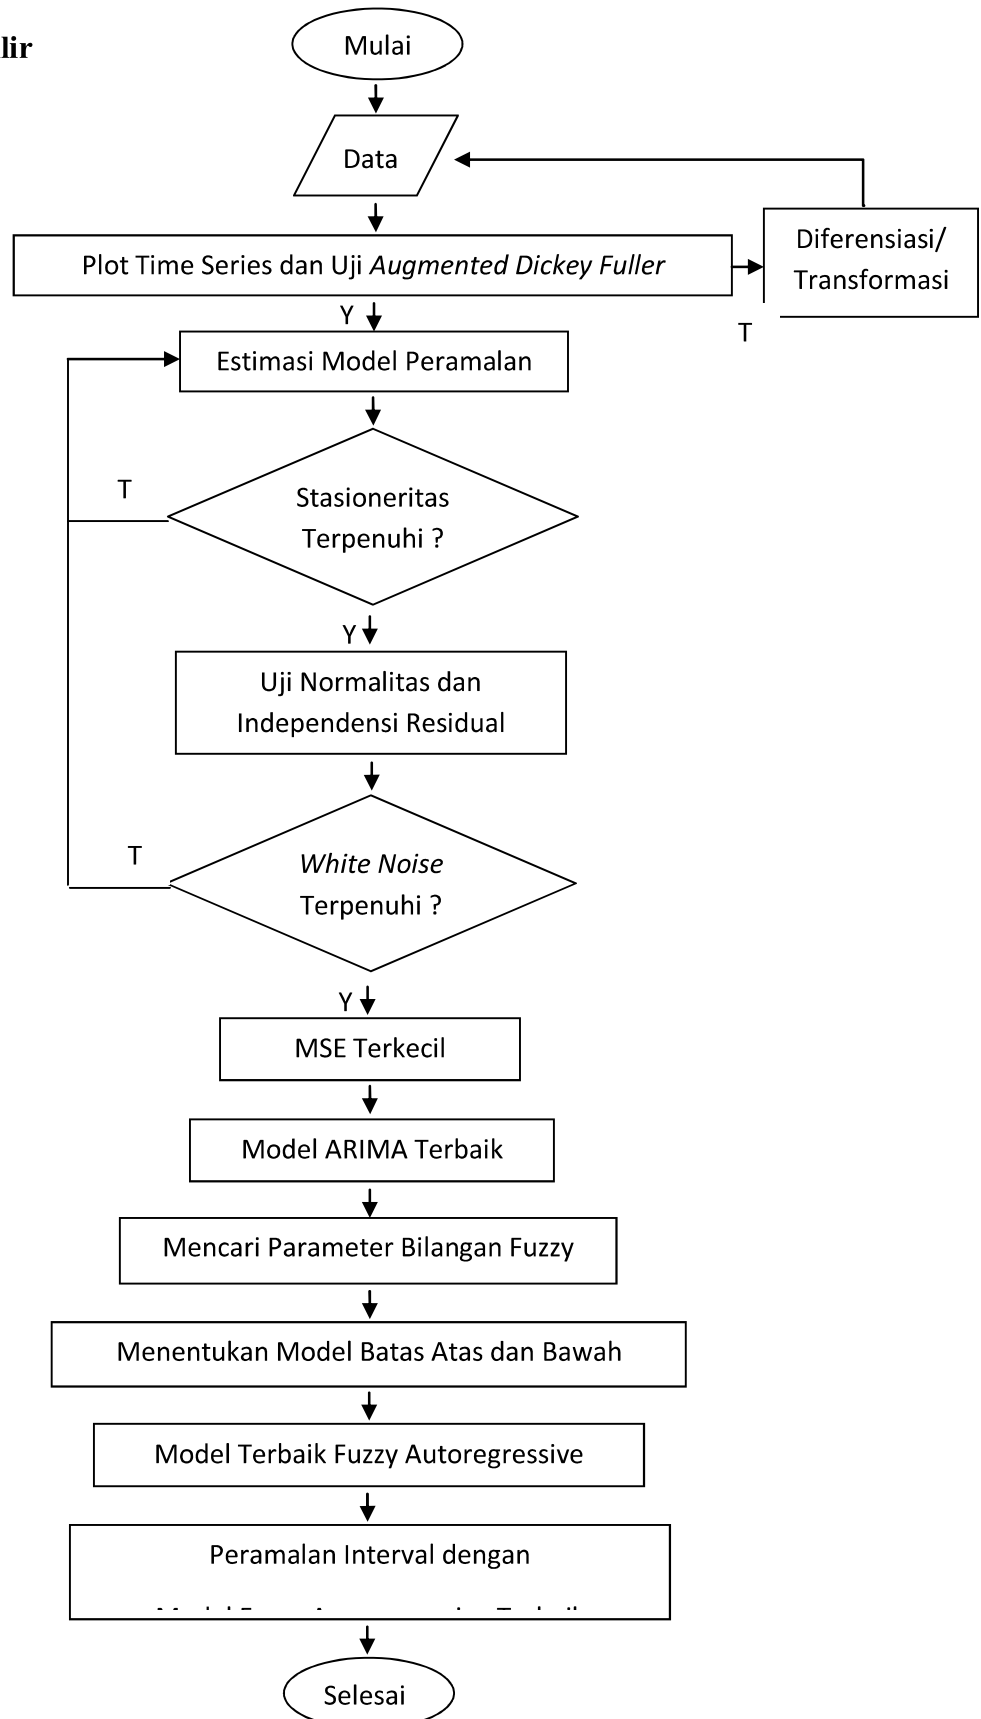 lir
Mulai
Data
Diferensiasi/
Transformasi
Plot Time Series dan Uji Augmented Dickey Fuller
Y
T
Estimasi Model Peramalan
T
Stasioneritas
Terpenuhi ?
Y
Uji Normalitas dan
Independensi Residual
T
White Noise
Terpenuhi ?
Y
MSE Terkecil
Model ARIMA Terbaik
Mencari Parameter Bilangan Fuzzy
Menentukan Model Batas Atas dan Bawah
Model Terbaik Fuzzy Autoregressive
Peramalan Interval dengan
Selesai